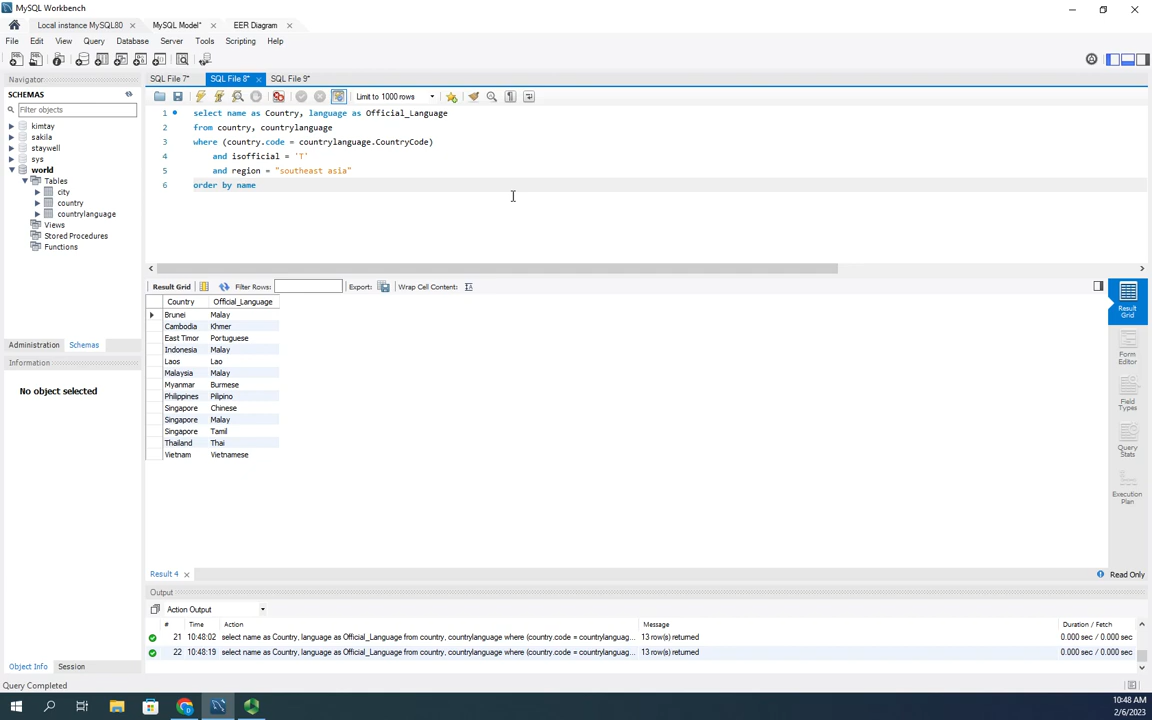 MySQL Workbench
Local instance MySQL80
MySQL Model*
EER Diagram
File Edit View Query Database Server Tools Scripting Help
Navigator
SCHEMAS
Filter objects
kimtay
sakila
staywell
sys
world
Tables
city
country
countrylanguage
Views
Stored Procedures
Functions
Administration Schemas
Information
No object selected
Object Info Session
SQL File 7* SQL File 8* SQL File 9*
Limit to 1000 rows
1 select name as Country, language as Official_Language
2 from country, countrylanguage
3 where (country.code = countrylanguage.CountryCode)
4 and isofficial = 'T'
5 and region = "southeast asia"
6 order by name
Result Grid Filter Rows: Export: Wrap Cell Content:
Country Official_Language
Brunei Malay
Cambodia Khmer
East Timor Portuguese
Indonesia Malay
Laos Lao
Malaysia Malay
Myanmar Burmese
Philippines Pilipino
Singapore Chinese
Singapore Malay
Singapore Tamil
Thailand Thai
Vietnam Vietnamese
Result
Grid
Form
Editor
Field
Types
Query
Stats
Execution
Plan
Result 4
Read Only
Output
Action Output
# Time Action Message Duration / Fetch
21 10:48:02 select name as Country, language as Official_Language from country, countrylanguage where (country.code = countrylanguag... 13 row(s) returned 0.000 sec / 0.000 sec
22 10:48:19 select name as Country, language as Official_Language from country, countrylanguage where (country.code = countrylanguag... 13 row(s) returned 0.000 sec / 0.000 sec
Query Completed
10:48 AM
2/6/2023